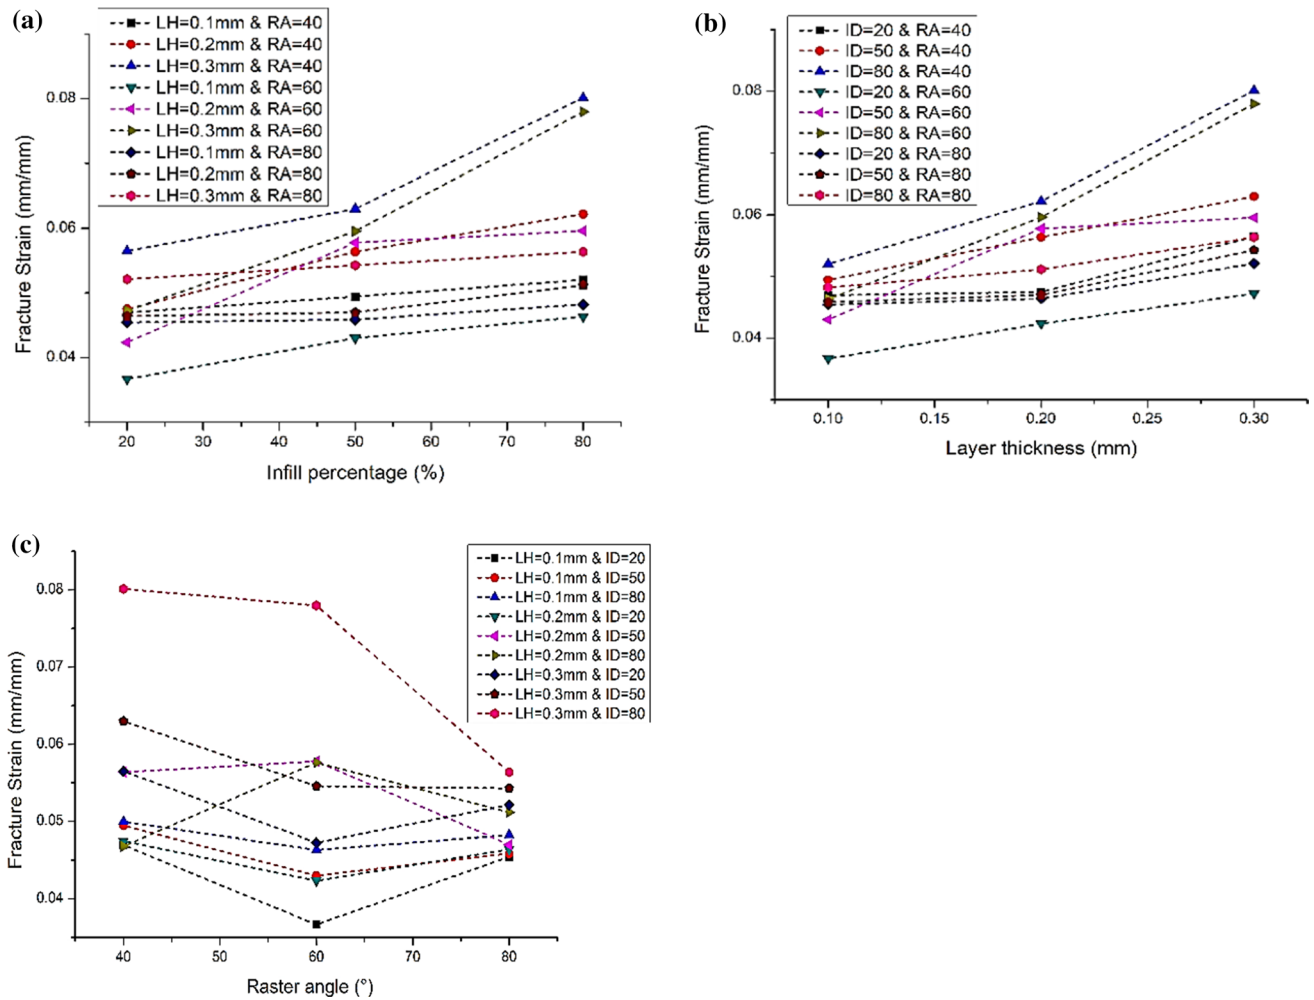 (a)
LH=0.1mm & RA=40
LH=0.2mm & RA=40
LH=0.3mm & RA=40
LH=0.1mm & RA=60
LH=0.2mm & RA=60
LH=0.3mm & RA=60
LH=0.1mm & RA=80
LH=0.2mm & RA=80
LH=0.3mm & RA=80
0.08
0.06
0.04
Fracture Strain (mm/mm)
20 30 40 50 60 70 80
Infill percentage (%)
(b)
ID=20 & RA=40
ID=50 & RA=40
ID=80 & RA=40
ID=20 & RA=60
ID=50 & RA=60
ID=80 & RA=60
ID=20 & RA=80
ID=50 & RA=80
ID=80 & RA=80
0.08
0.06
0.04
Fracture Strain (mm/mm)
0.10 0.15 0.20 0.25 0.30
Layer thickness (mm)
(c)
LH=0.1mm & ID=20
LH=0.1mm & ID=50
LH=0.1mm & ID=80
LH=0.2mm & ID=20
LH=0.2mm & ID=50
LH=0.2mm & ID=80
LH=0.3mm & ID=20
LH=0.3mm & ID=50
LH=0.3mm & ID=80
0.08
0.07
0.06
0.05
0.04
Fracture Strain (mm/mm)
40 50 60 70 80
Raster angle (°)